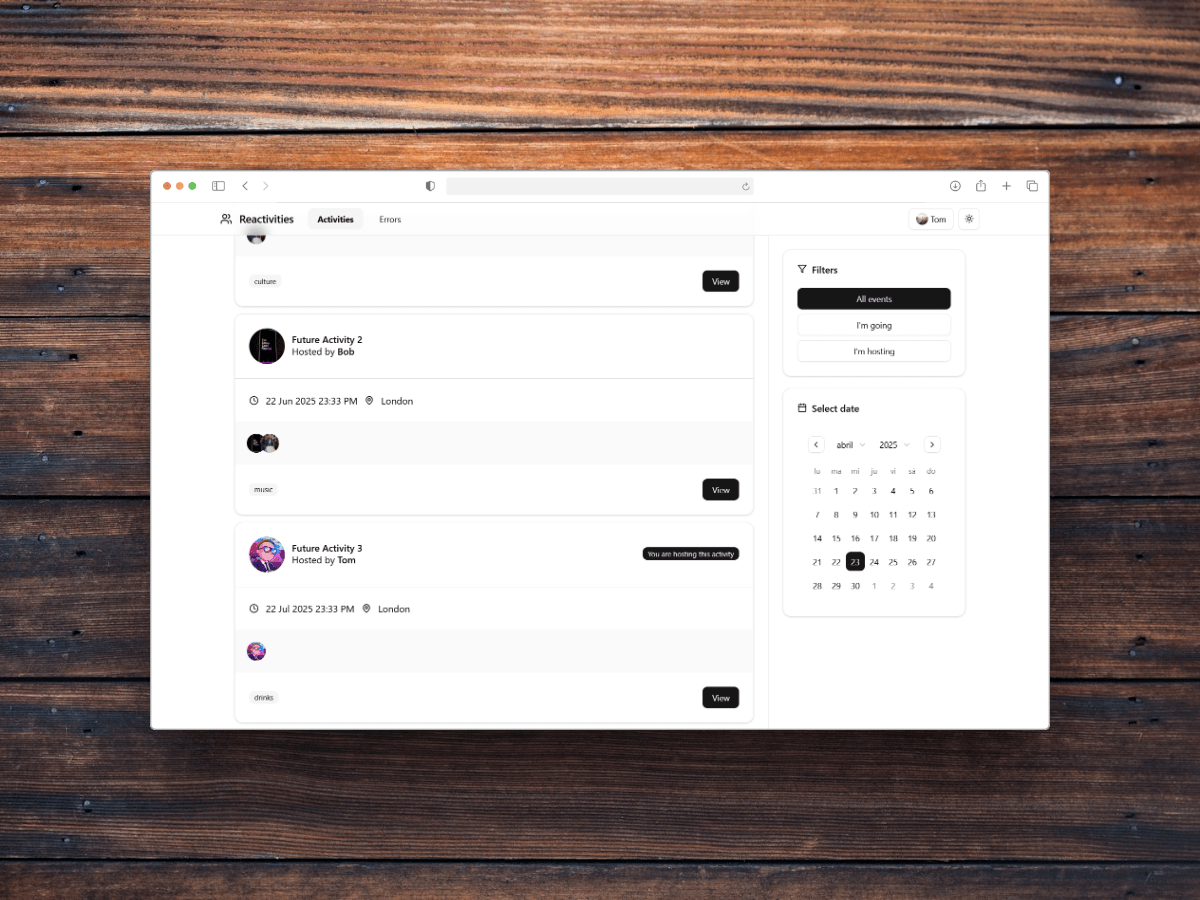 Reactivities Activities Errors Tom
culture View
Future Activity 2
Hosted by Bob
22 Jun 2025 23:33 PM London
music View
Future Activity 3
Hosted by Tom
You are hosting this activity
22 Jul 2025 23:33 PM London
drinks View
Filters
All events
I'm going
I'm hosting
Select date
abril 2025
lu ma mi ju vi sá do
31 1 2 3 4 5 6
7 8 9 10 11 12 13
14 15 16 17 18 19 20
21 22 23 24 25 26 27
28 29 30 1 2 3 4